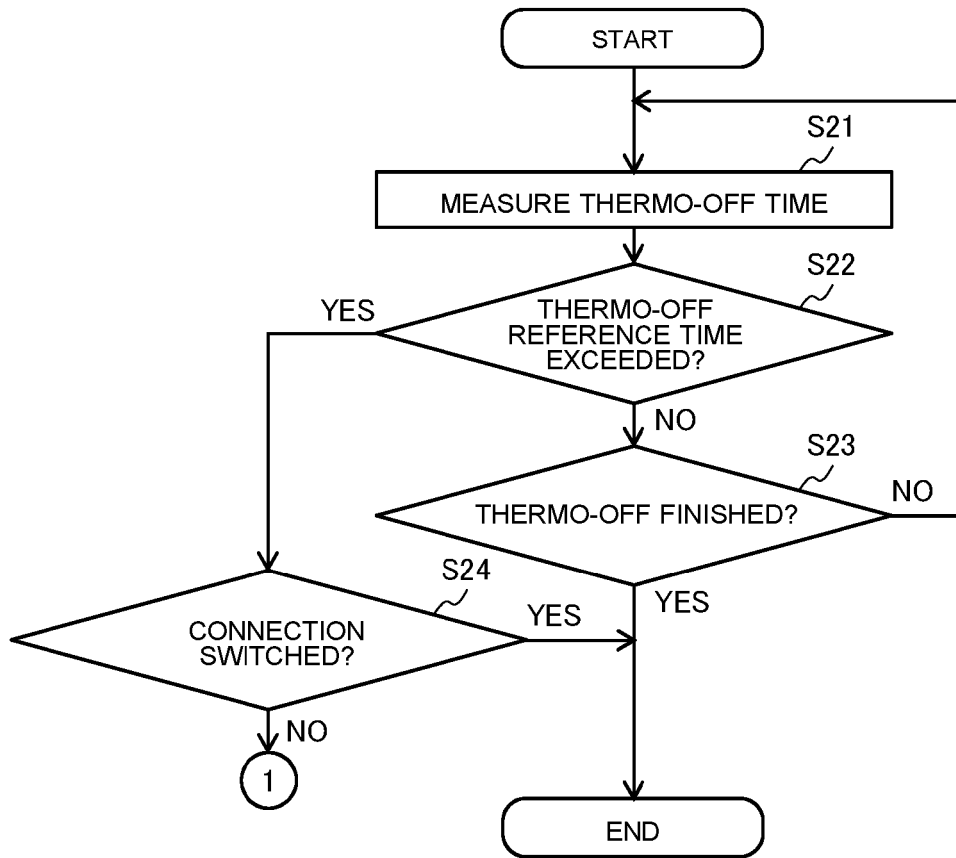 START
S21
MEASURE THERMO-OFF TIME
S22
YES
THERMO-OFF
REFERENCE TIME
EXCEEDED?
NO
S23
THERMO-OFF FINISHED?
NO
S24
YES
YES
CONNECTION
SWITCHED?
NO
1
END